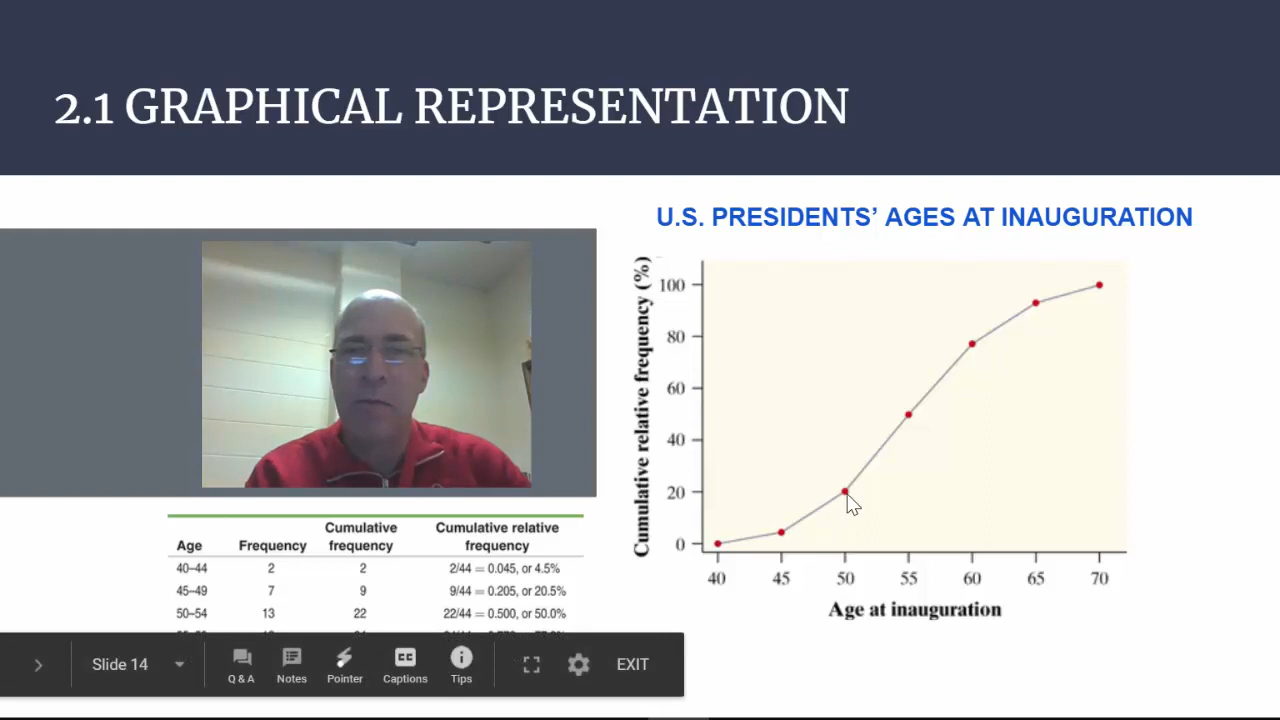 2.1 GRAPHICAL REPRESENTATION
U.S. PRESIDENTS’ AGES AT INAUGURATION
Cumulative relative frequency (%)
100
80
60
40
20
0
40 45 50 55 60 65 70
Age at inauguration
Cumulative Cumulative relative
Age Frequency frequency frequency
40–44 2 2 2/44 = 0.045, or 4.5%
45–49 7 9 9/44 = 0.205, or 20.5%
50–54 13 22 22/44 = 0.500, or 50.0%
Slide 14
Q & A Notes Pointer Captions Tips
CC
EXIT